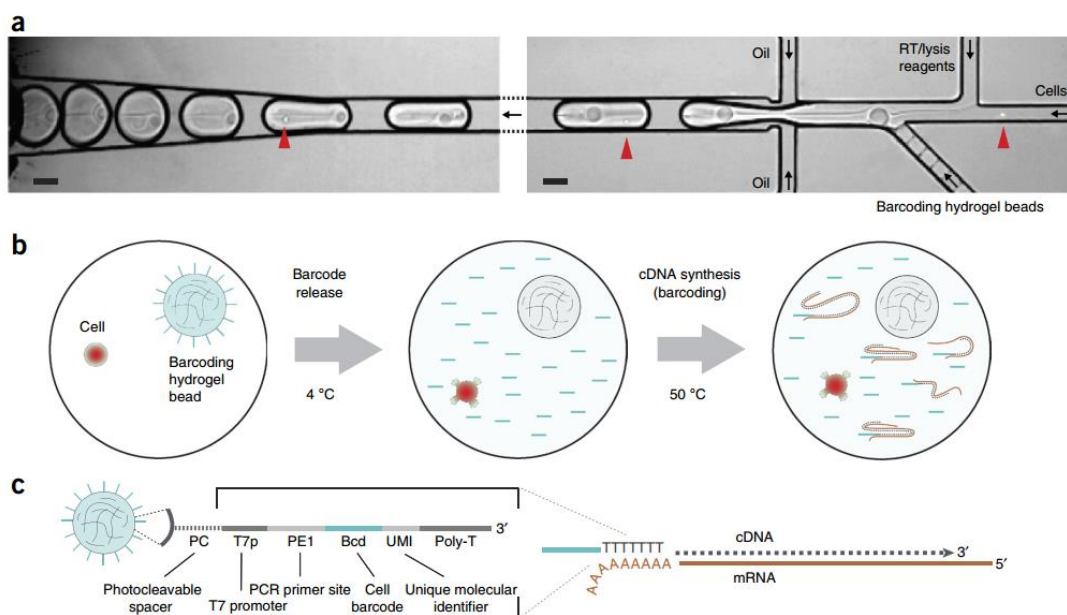 a
Oil
RT/lysis
reagents
Cells
Oil
Barcoding hydrogel beads
b
Cell
Barcoding
hydrogel
bead
Barcode
release
4 °C
cDNA synthesis
(barcoding)
50 °C
c
PC
T7p
PE1
Bcd
UMI
Poly-T
3′
Photocleavable
spacer
T7 promoter
PCR primer site
Cell
barcode
Unique molecular
identifier
TTTTTTT
AAAAAAAAA
cDNA
3′
mRNA
5′